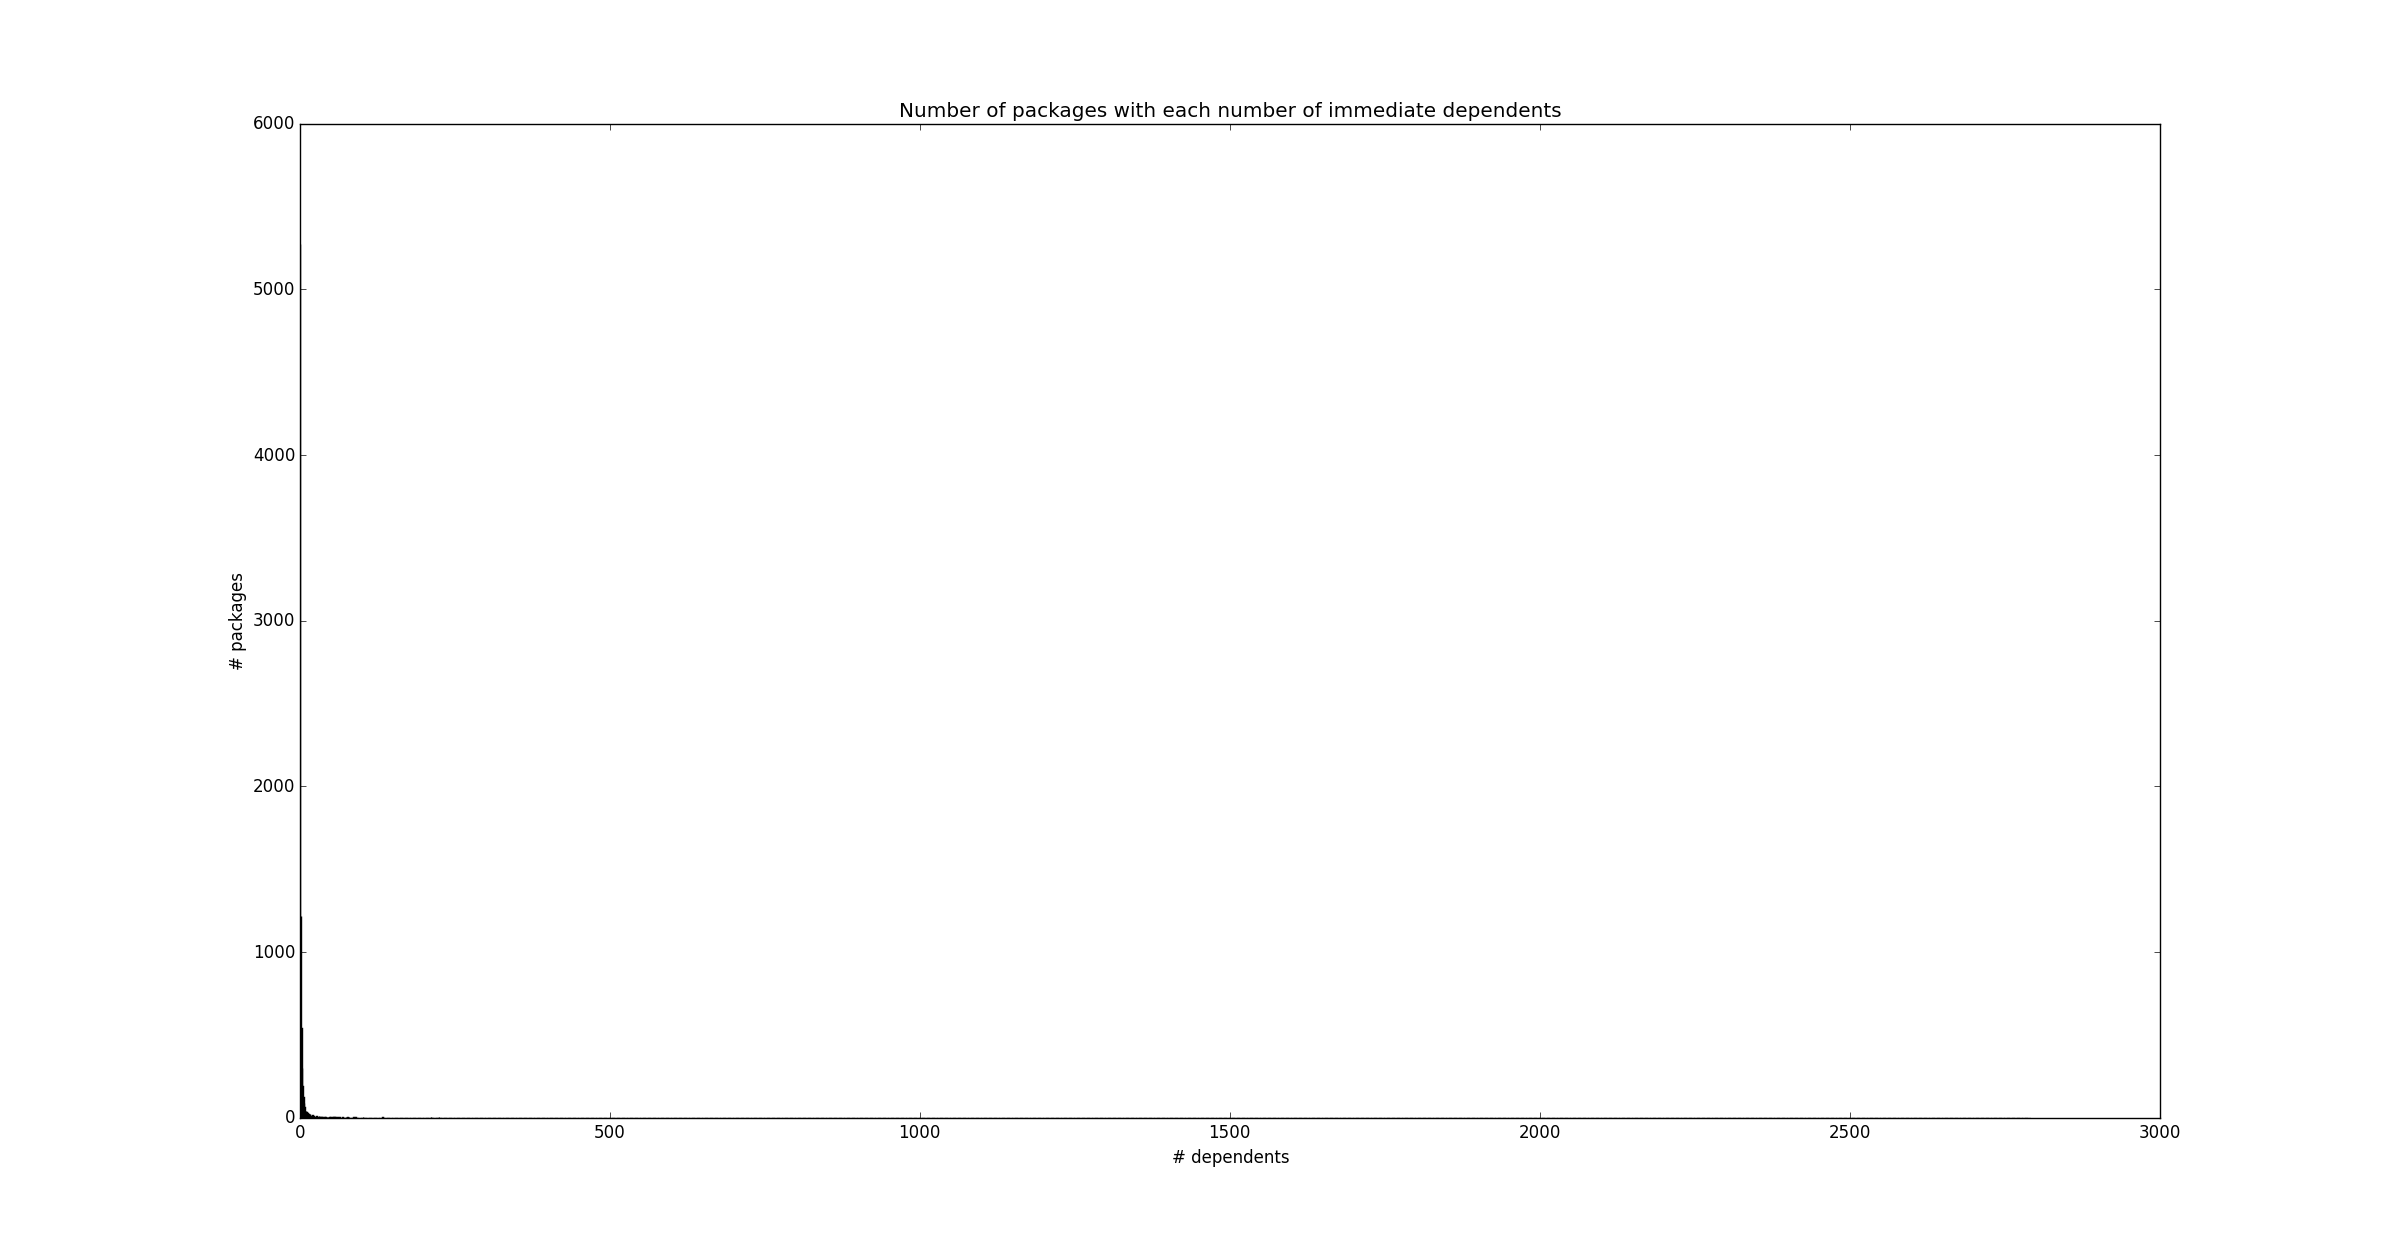 Number of packages with each number of immediate dependents
6000
5000
4000
3000
2000
1000
0
# packages
0 500 1000 1500 2000 2500 3000
# dependents